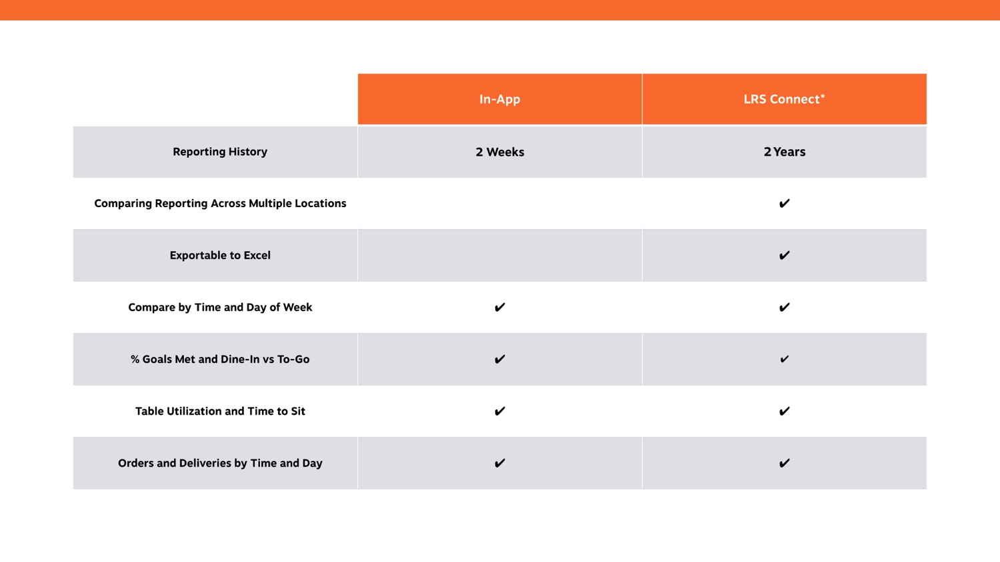 In-App LRS Connect*
Reporting History 2 Weeks 2 Years
Comparing Reporting Across Multiple Locations ✔
Exportable to Excel ✔
Compare by Time and Day of Week ✔ ✔
% Goals Met and Dine-In vs To-Go ✔ ✔
Table Utilization and Time to Sit ✔ ✔
Orders and Deliveries by Time and Day ✔ ✔